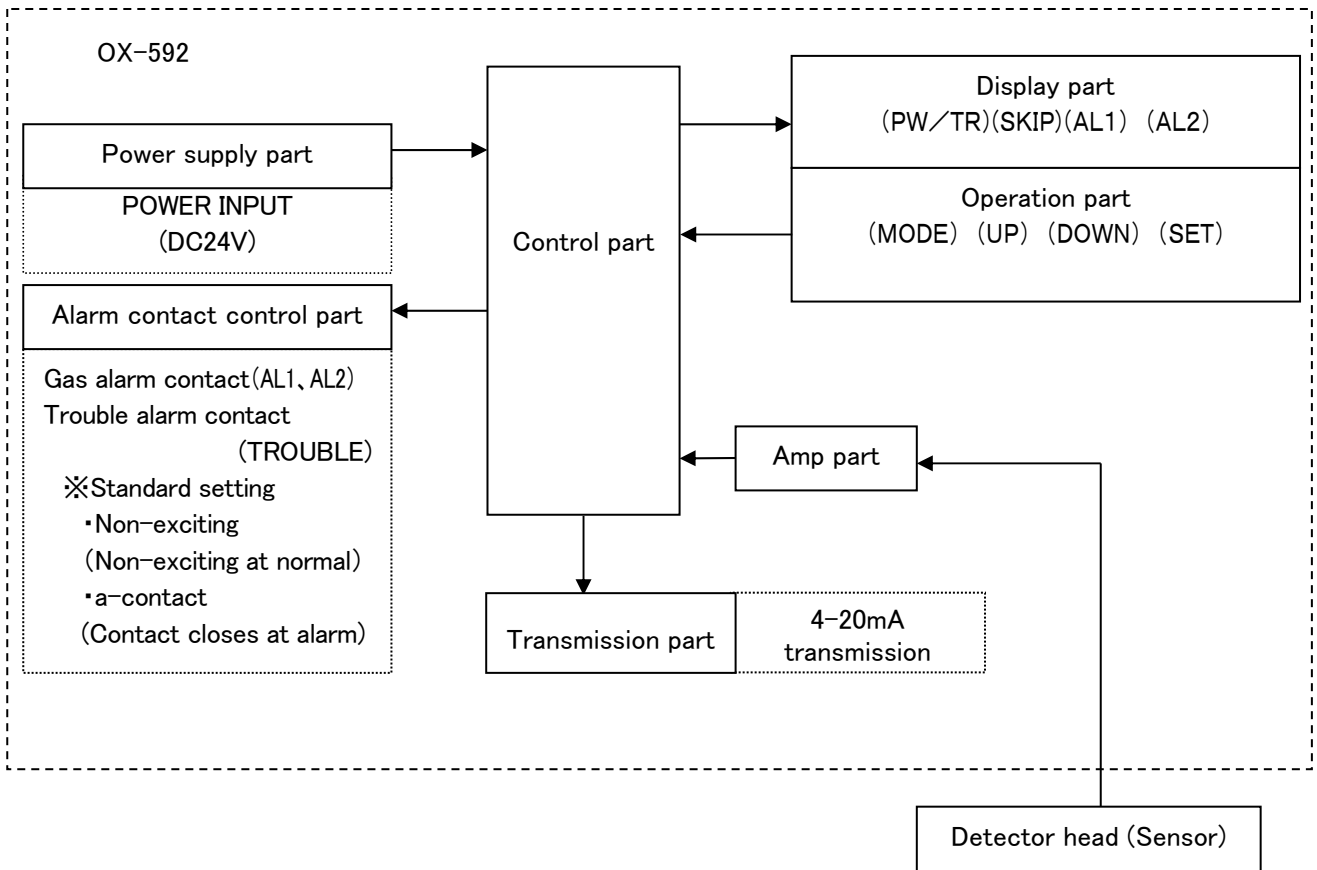 OX-592
Power supply part
POWER INPUT
(DC24V)
Alarm contact control part
Gas alarm contact(AL1、AL2)
Trouble alarm contact
(TROUBLE)
※Standard setting
・Non-exciting
(Non-exciting at normal)
・a-contact
(Contact closes at alarm)
Control part
Display part
(PW／TR)(SKIP)(AL1) (AL2)
Operation part
(MODE) (UP) (DOWN) (SET)
Amp part
Transmission part
4-20mA
transmission
Detector head (Sensor)